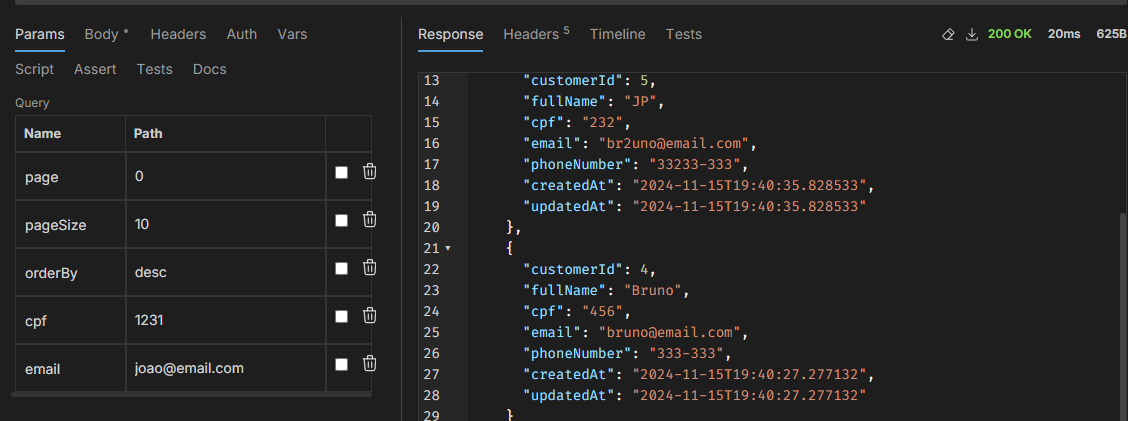 Params Body Headers Auth Vars
Script Assert Tests Docs
Query
Name Path
page 0
pageSize 10
orderBy desc
cpf 1231
email joao@email.com
Response Headers 5 Timeline Tests 200 OK 20ms 625B
13 "customerId": 5,
14 "fullName": "JP",
15 "cpf": "232",
16 "email": "br2uno@email.com",
17 "phoneNumber": "33233-333",
18 "createdAt": "2024-11-15T19:40:35.828533",
19 "updatedAt": "2024-11-15T19:40:35.828533"
20 },
21 {
22 "customerId": 4,
23 "fullName": "Bruno",
24 "cpf": "456",
25 "email": "bruno@email.com",
26 "phoneNumber": "333-333",
27 "createdAt": "2024-11-15T19:40:27.277132",
28 "updatedAt": "2024-11-15T19:40:27.277132"
29 }